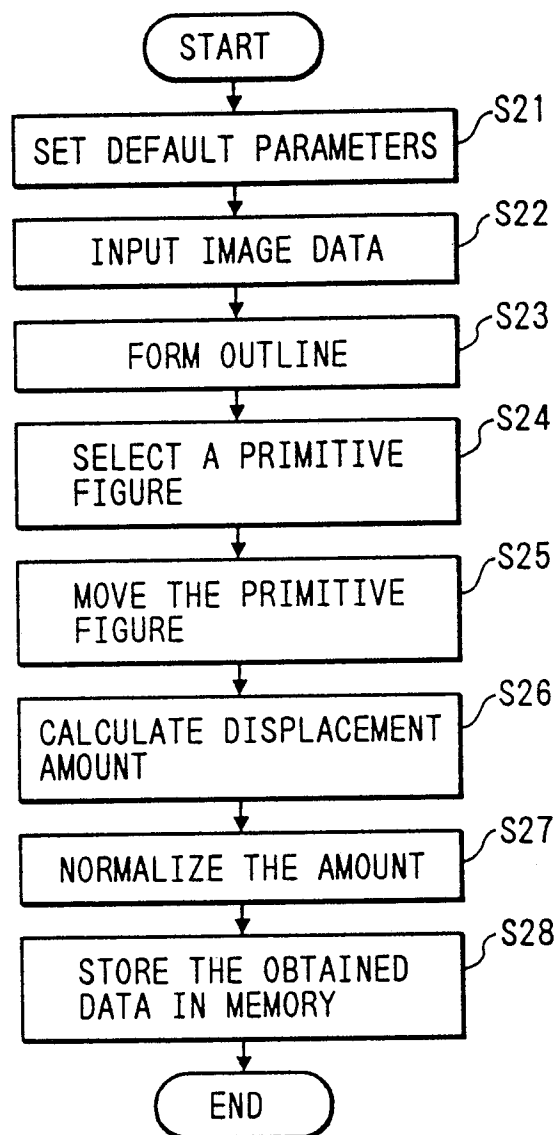 START
S21
SET DEFAULT PARAMETERS
S22
INPUT IMAGE DATA
S23
FORM OUTLINE
S24
SELECT A PRIMITIVE
FIGURE
S25
MOVE THE PRIMITIVE
FIGURE
S26
CALCULATE DISPLACEMENT
AMOUNT
S27
NORMALIZE THE AMOUNT
S28
STORE THE OBTAINED
DATA IN MEMORY
END